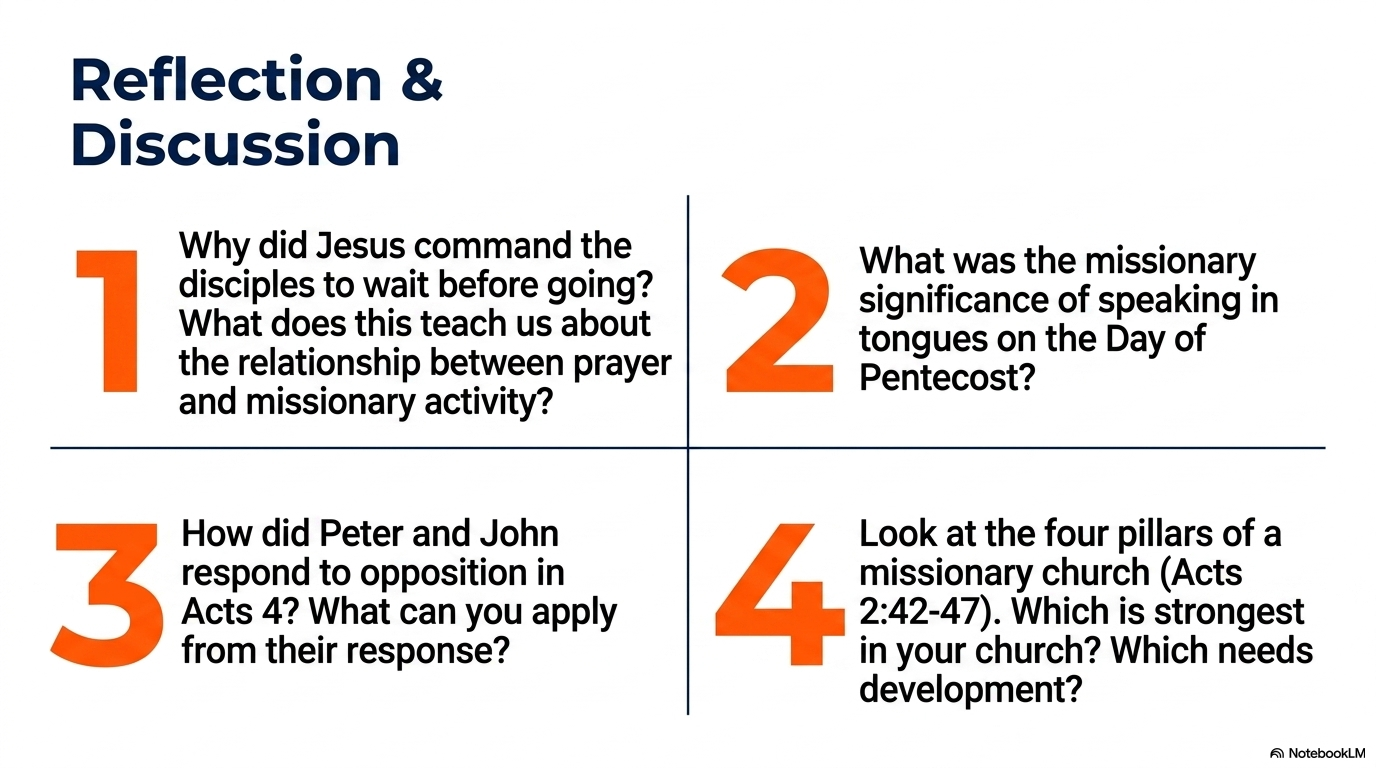 Reflection &
Discussion
1
Why did Jesus command the
disciples to wait before going?
What does this teach us about
the relationship between prayer
and missionary activity?
2
What was the missionary
significance of speaking in
tongues on the Day of
Pentecost?
3
How did Peter and John
respond to opposition in
Acts 4? What can you apply
from their response?
4
Look at the four pillars of a
missionary church (Acts
2:42-47). Which is strongest
in your church? Which needs
development?
NotebookLM